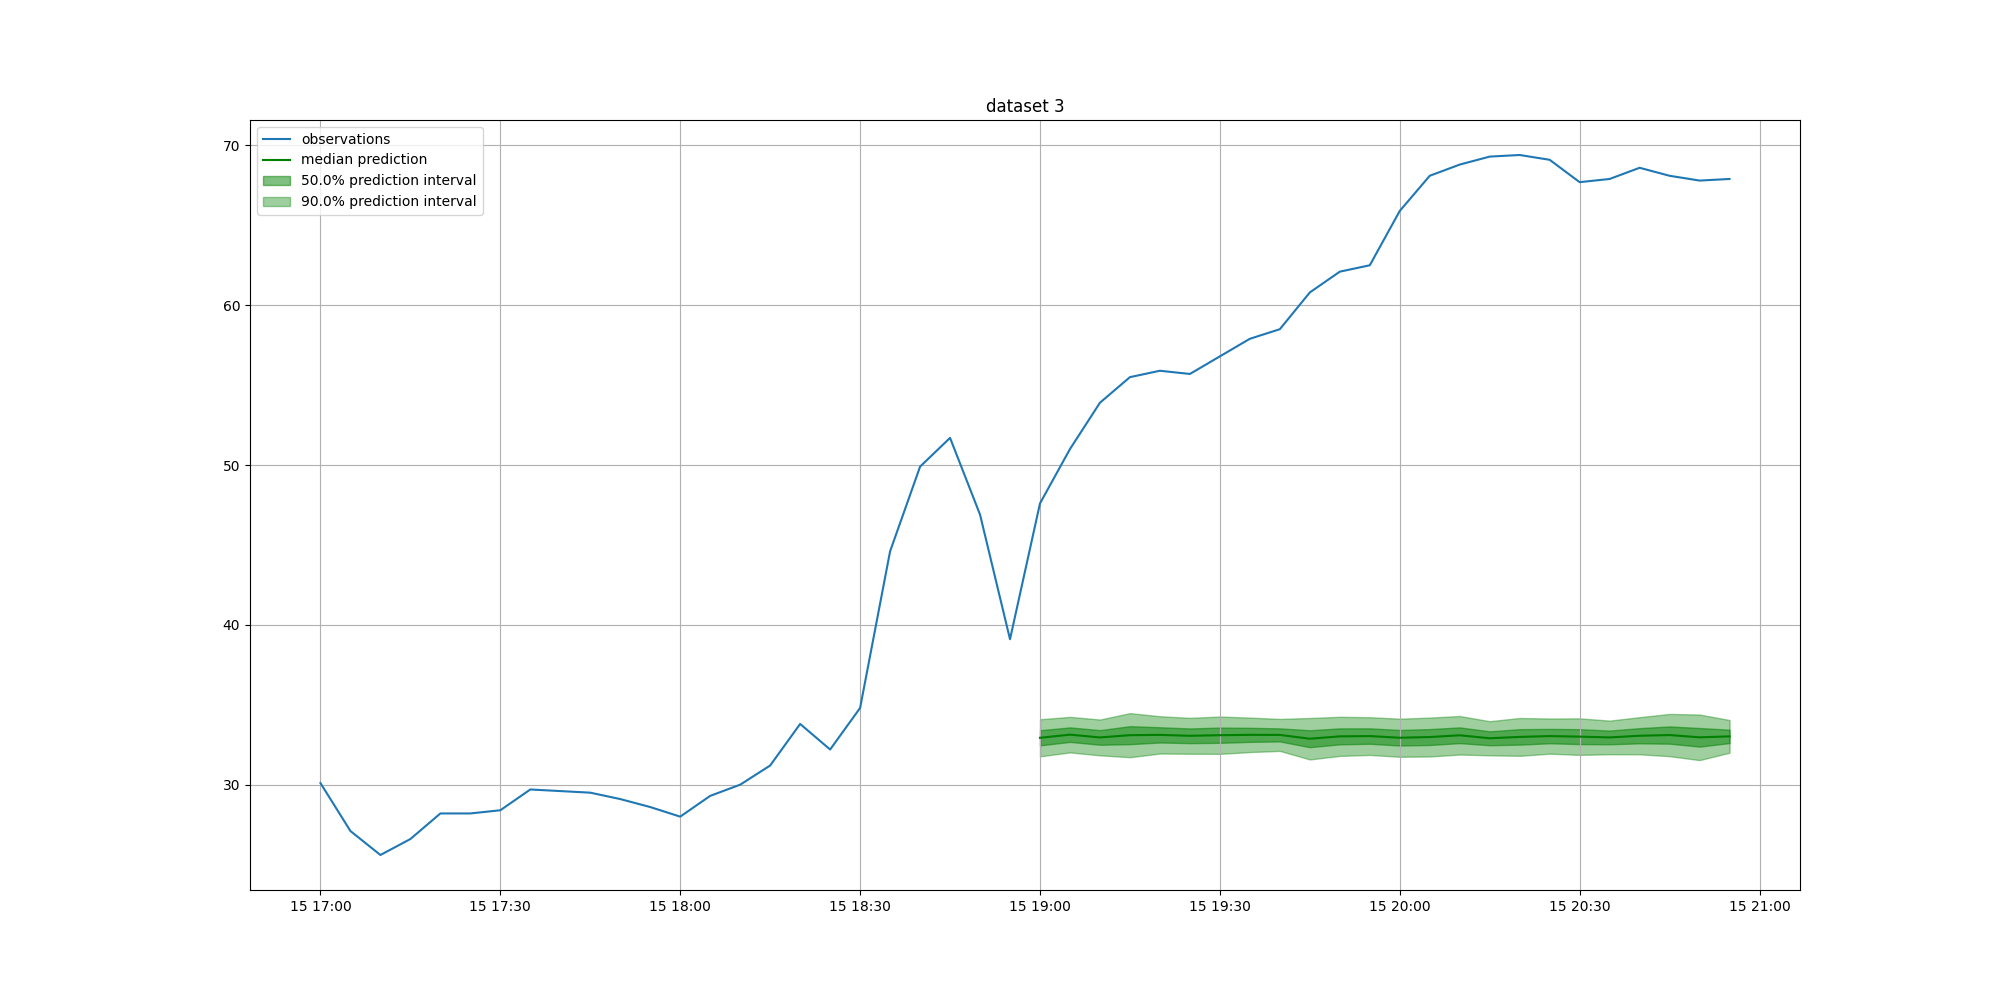 dataset 3
observations
median prediction
50.0% prediction interval
90.0% prediction interval
70
60
50
40
30
15 17:00 15 17:30 15 18:00 15 18:30 15 19:00 15 19:30 15 20:00 15 20:30 15 21:00